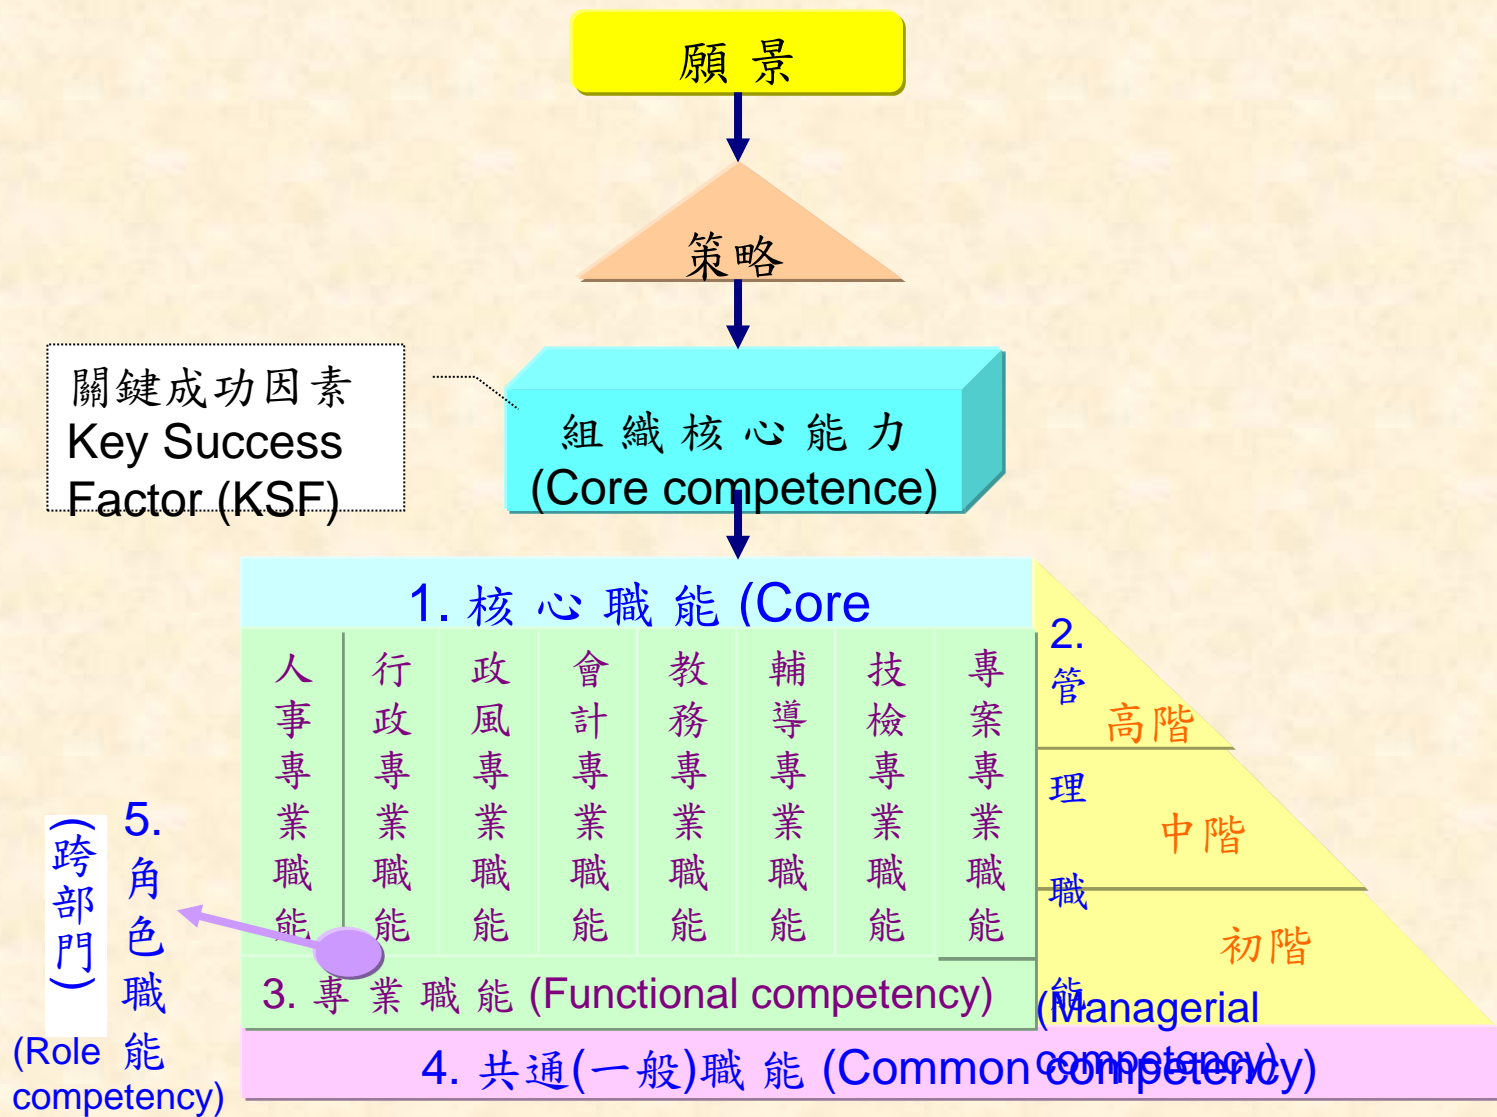 願景
策略
關鍵成功因素
Key Success
Factor (KSF)
組織核心能力
(Core competence)
1. 核心職能 (Core
人事專業職能
行政專業職能
政風專業職能
會計專業職能
教務專業職能
輔導專業職能
技檢專業職能
專案專業職能
2.
管理職能
(Managerial
competency)
高階
中階
初階
3. 專業職能 (Functional competency)
4. 共通(一般)職能 (Common competency)
5.
角色職能
(跨部門)
(Role
competency)